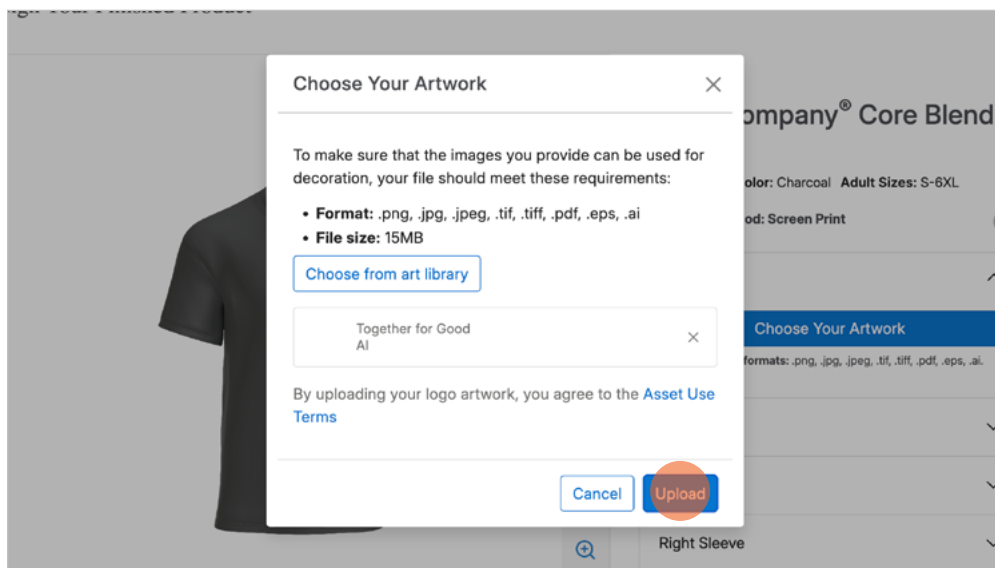 Choose Your Artwork
To make sure that the images you provide can be used for
decoration, your file should meet these requirements:
• Format: .png, .jpg, .jpeg, .tif, .tiff, .pdf, .eps, .ai
• File size: 15MB
Choose from art library
Together for Good
AI
By uploading your logo artwork, you agree to the Asset Use
Terms
Cancel
Upload
ompany® Core Blend
olor: Charcoal Adult Sizes: S-6XL
od: Screen Print
Choose Your Artwork
formats: .png, .jpg, .jpeg, .tif, .tiff, .pdf, .eps, .ai.
Right Sleeve